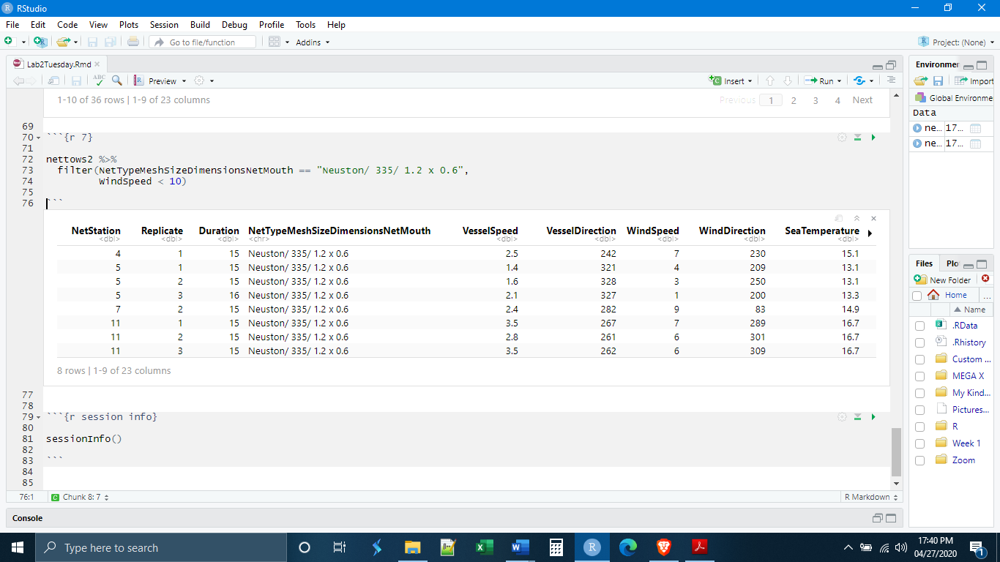 RStudio
File Edit Code View Plots Session Build Debug Profile Tools Help
Go to file/function Addins Project: (None)
Lab2Tuesday.Rmd
ABC Preview Insert Run
1-10 of 36 rows | 1-9 of 23 columns Previous 1 2 3 4 Next
69
70 ```{r 7}
71
72 nettows2 %>%
73 filter(NetTypeMeshSizeDimensionsNetMouth == "Neuston/ 335/ 1.2 x 0.6",
74 WindSpeed < 10)
75
76 ```
NetStation Replicate Duration NetTypeMeshSizeDimensionsNetMouth VesselSpeed VesselDirection WindSpeed WindDirection SeaTemperature
<dbl> <dbl> <dbl> <chr> <dbl> <dbl> <dbl> <dbl> <dbl>
4 1 15 Neuston/ 335/ 1.2 x 0.6 2.5 242 7 230 15.1
5 1 15 Neuston/ 335/ 1.2 x 0.6 1.4 321 4 209 13.1
5 2 15 Neuston/ 335/ 1.2 x 0.6 1.6 328 3 250 13.1
5 3 16 Neuston/ 335/ 1.2 x 0.6 2.1 327 1 200 13.3
7 2 15 Neuston/ 335/ 1.2 x 0.6 2.4 282 9 83 14.9
11 1 15 Neuston/ 335/ 1.2 x 0.6 3.5 267 7 289 16.7
11 2 15 Neuston/ 335/ 1.2 x 0.6 2.8 261 6 301 16.7
11 3 15 Neuston/ 335/ 1.2 x 0.6 3.5 262 6 309 16.7
8 rows | 1-9 of 23 columns
77
78
79 ```{r session info}
80
81 sessionInfo()
82
83 ```
84
85
76:1 Chunk 8: 7 R Markdown
Console
Environmer
Import
Global Environme
Data
ne... 17...
ne... 17...
Files Plo
New Folder
Home ...
Name
.RData
.Rhistory
Custom ...
MEGA X
My Kind...
Pictures...
R
Week 1
Zoom
Type here to search
17:40 PM
04/27/2020
1